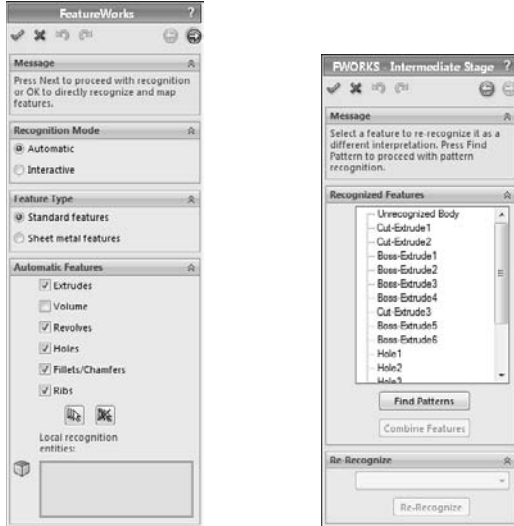 FeatureWorks ?
Message
Press Next to proceed with recognition
or OK to directly recognize and map
features.
Recognition Mode
Automatic
Interactive
Feature Type
Standard features
Sheet metal features
Automatic Features
Extrudes
Volume
Revolves
Holes
Fillets/Chamfers
Ribs
Local recognition
entities:
FWORKS - Intermediate Stage ?
Message
Select a feature to re-recognize it as a
different interpretation. Press Find
Pattern to proceed with pattern
recognition.
Recognized Features
Unrecognized Body
Cut-Extrude1
Cut-Extrude2
Boss-Extrude1
Boss-Extrude2
Boss-Extrude3
Boss-Extrude4
Cut-Extrude3
Boss-Extrude5
Boss-Extrude6
Hole1
Hole2
Hole3
Find Patterns
Combine Features
Re-Recognize
Re-Recognize